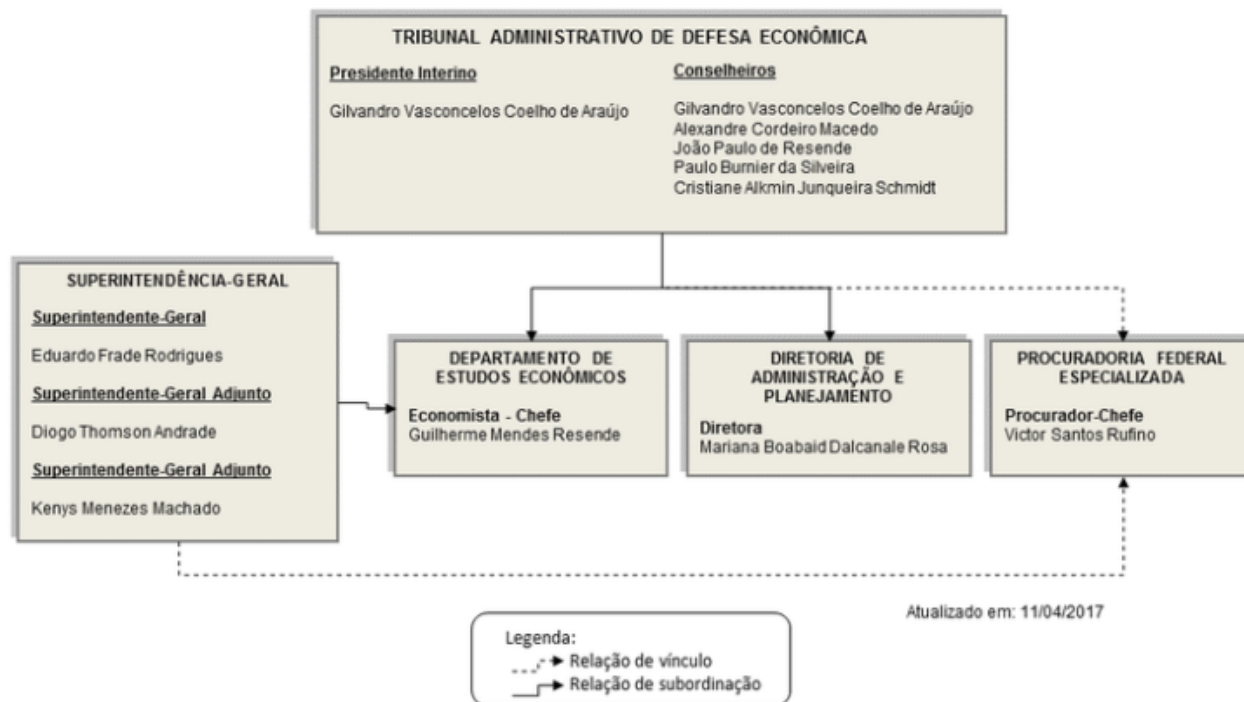 TRIBUNAL ADMINISTRATIVO DE DEFESA ECONÔMICA
Presidente Interino
Gilvandro Vasconcelos Coelho de Araújo
Conselheiros
Gilvandro Vasconcelos Coelho de Araújo
Alexandre Cordeiro Macedo
João Paulo de Resende
Paulo Burnier da Silveira
Cristiane Alkmin Junqueira Schmidt
SUPERINTENDÊNCIA-GERAL
Superintendente-Geral
Eduardo Frade Rodrigues
Superintendente-Geral Adjunto
Diogo Thomson Andrade
Superintendente-Geral Adjunto
Kenys Menezes Machado
DEPARTAMENTO DE
ESTUDOS ECONÔMICOS
Economista - Chefe
Guilherme Mendes Resende
DIRETORIA DE
ADMINISTRAÇÃO E
PLANEJAMENTO
Diretora
Mariana Boabaid Dalcanale Rosa
PROCURADORIA FEDERAL
ESPECIALIZADA
Procurador-Chefe
Victor Santos Rufino
Atualizado em: 11/04/2017
Legenda:
Relação de vínculo
Relação de subordinação